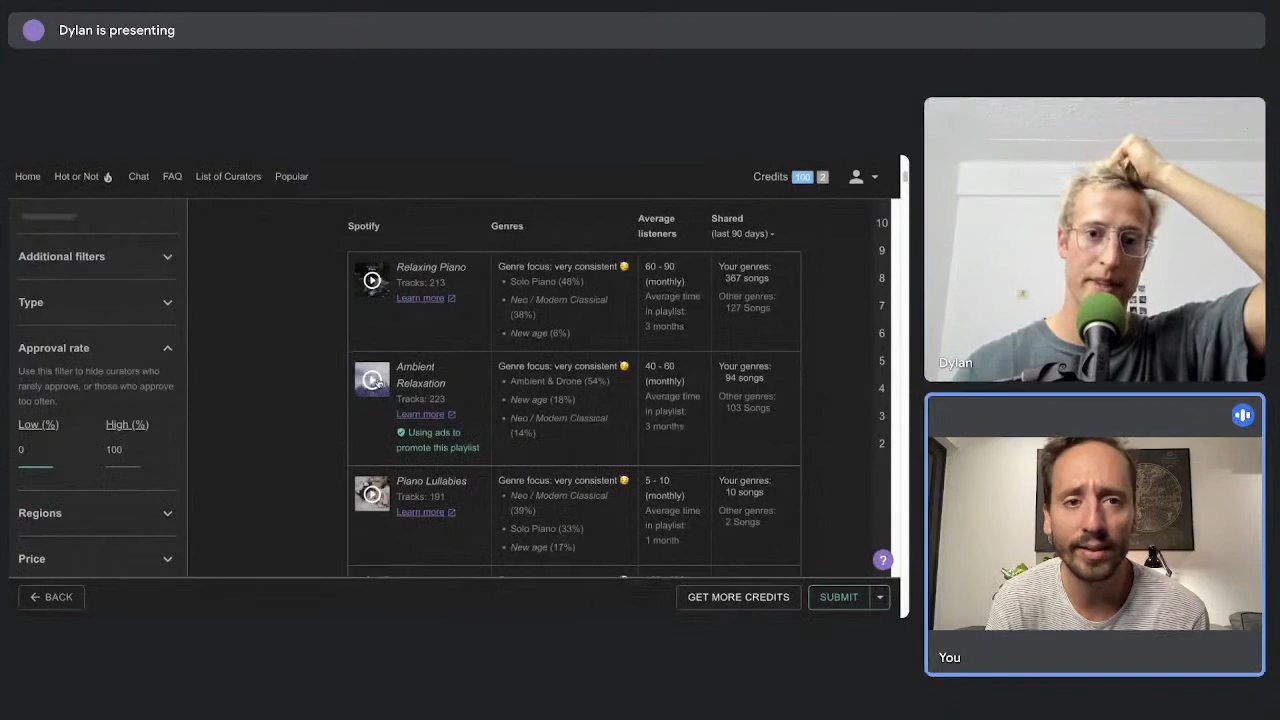 Dylan is presenting
Home Hot or Not Chat FAQ List of Curators Popular
Credits 100 2
Additional filters
Type
Approval rate
Use this filter to hide curators who
rarely approve, or those who approve
too often.
Low (%) High (%)
0 100
Regions
Price
Spotify Genres Average listeners Shared (last 90 days)
Relaxing Piano
Tracks: 213
Learn more
Genre focus: very consistent
• Solo Piano (46%)
• Neo / Modern Classical
(38%)
• New age (6%)
60 - 90
(monthly)
Average time
in playlist:
3 months
Your genres:
367 songs
Other genres:
127 Songs
Ambient
Relaxation
Tracks: 223
Learn more
Using ads to
promote this playlist
Genre focus: very consistent
• Ambient & Drone (54%)
• New age (18%)
• Neo / Modern Classical
(14%)
40 - 60
(monthly)
Average time
in playlist:
3 months
Your genres:
94 songs
Other genres:
103 Songs
Piano Lullabies
Tracks: 191
Learn more
Genre focus: very consistent
• Neo / Modern Classical
(39%)
• Solo Piano (33%)
• New age (17%)
5 - 10
(monthly)
Average time
in playlist:
1 month
Your genres:
10 songs
Other genres:
2 Songs
10
9
8
7
6
5
4
3
2
?
BACK
GET MORE CREDITS
SUBMIT
Dylan
You